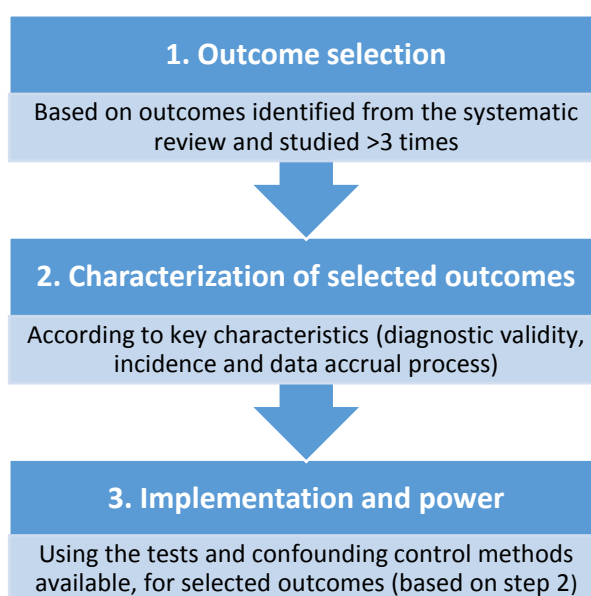 1. Outcome selection
Based on outcomes identified from the systematic
review and studied >3 times
2. Characterization of selected outcomes
According to key characteristics (diagnostic validity,
incidence and data accrual process)
3. Implementation and power
Using the tests and confounding control methods
available, for selected outcomes (based on step 2)